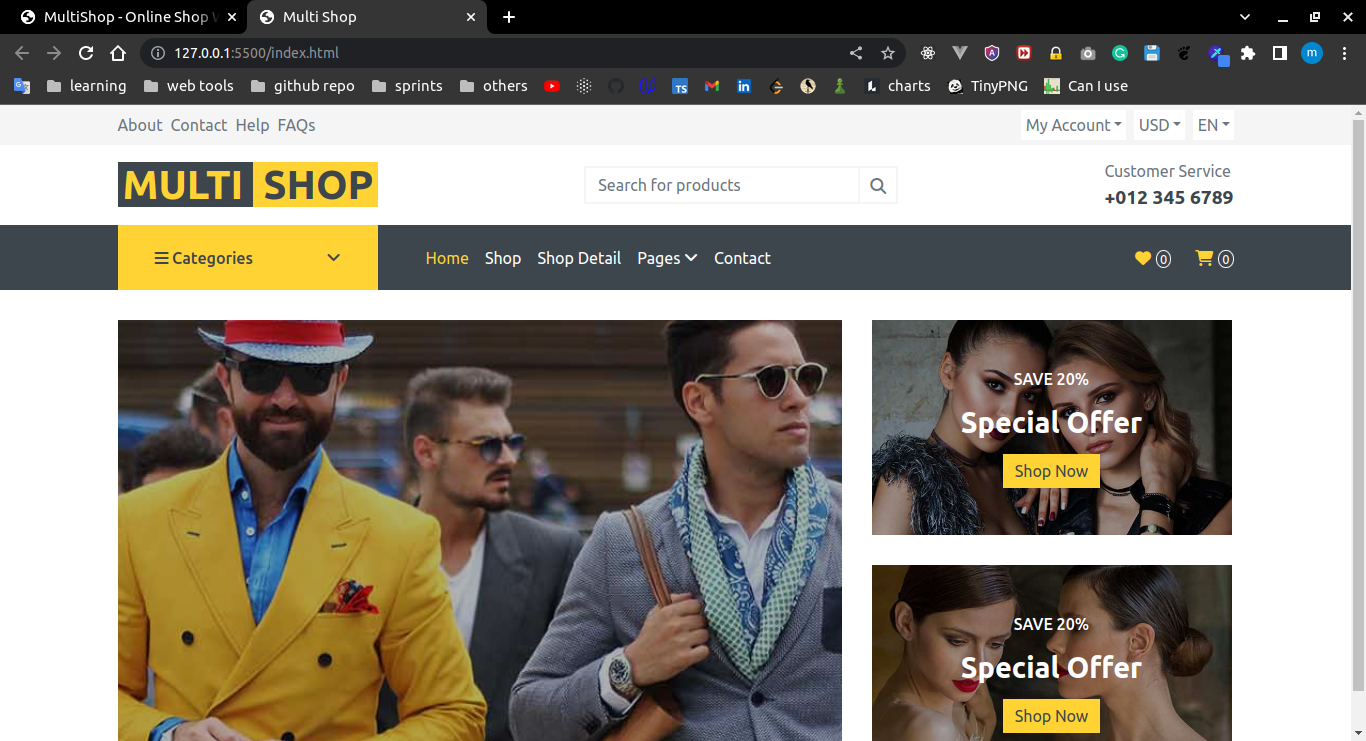 MultiShop - Online Shop W
Multi Shop
127.0.0.1:5500/index.html
m
learning
web tools
github repo
sprints
others
TS
in
charts
TinyPNG
Can I use
About Contact Help FAQs
My Account USD EN
MULTI SHOP
Search for products
Customer Service
+012 345 6789
Categories
Home Shop Shop Detail Pages Contact
0 0
SAVE 20%
Special Offer
Shop Now
SAVE 20%
Special Offer
Shop Now